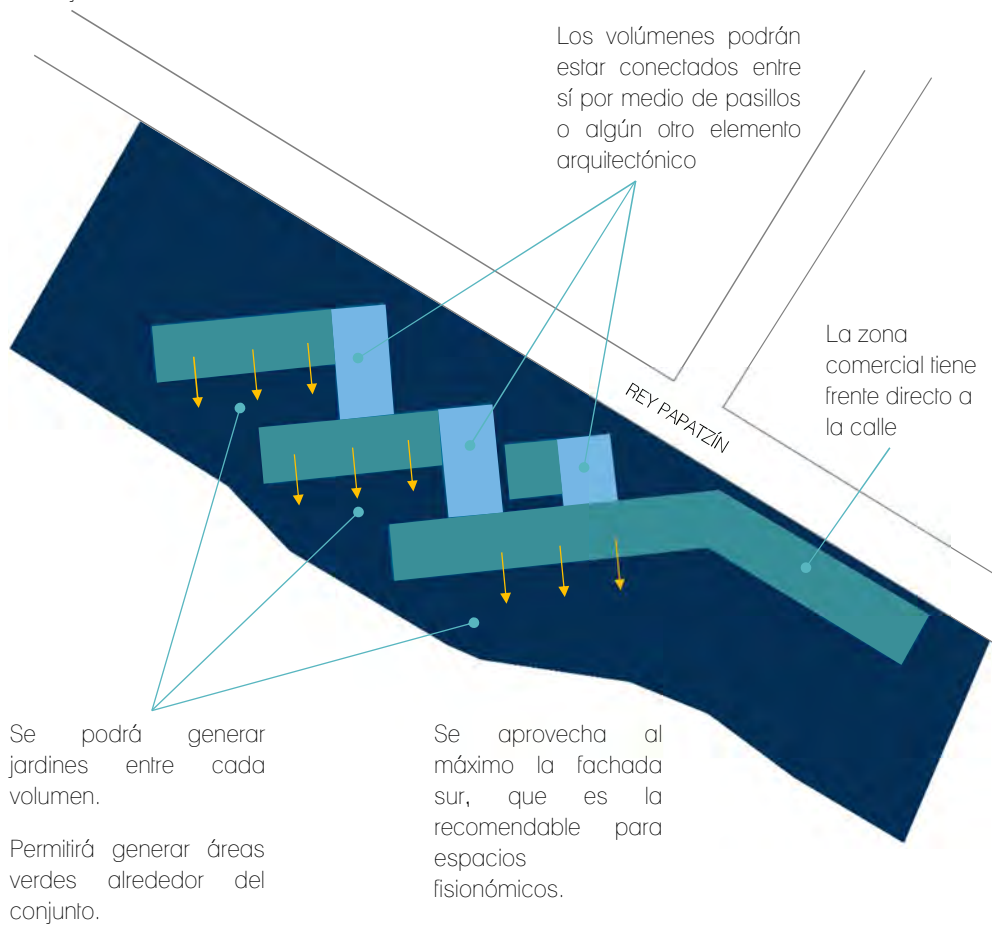 Los volúmenes podrán
estar conectados entre
sí por medio de pasillos
o algún otro elemento
arquitectónico
La zona
comercial tiene
frente directo a
la calle
REY PAPATZÍN
Se podrá generar
jardines entre cada
volumen.
Permitirá generar áreas
verdes alrededor del
conjunto.
Se aprovecha al
máximo la fachada
sur, que es la
recomendable para
espacios
fisionómicos.